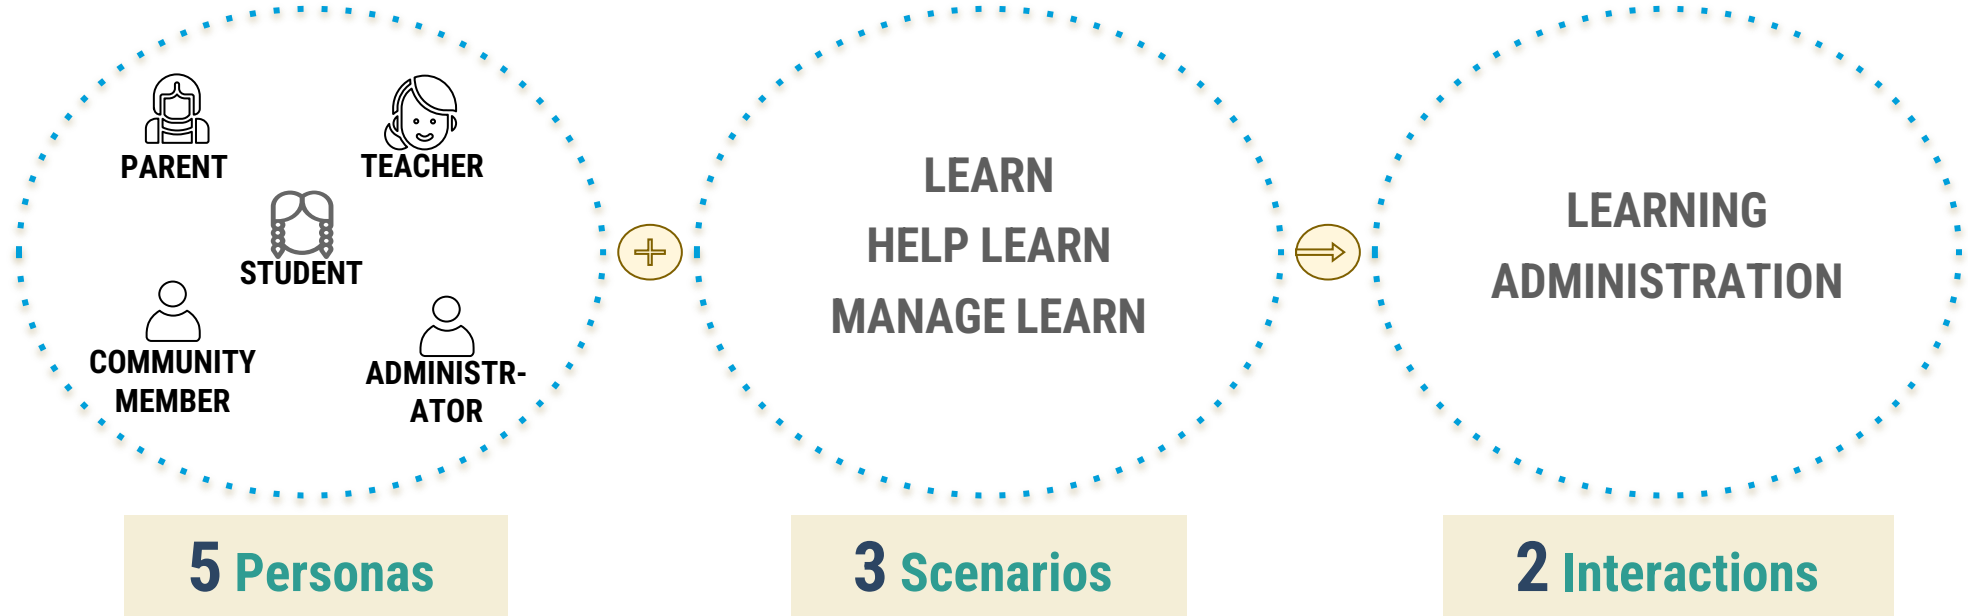 PARENT
TEACHER
STUDENT
COMMUNITY
MEMBER
ADMINISTR-
ATOR
5 Personas
LEARN
HELP LEARN
MANAGE LEARN
3 Scenarios
LEARNING
ADMINISTRATION
2 Interactions